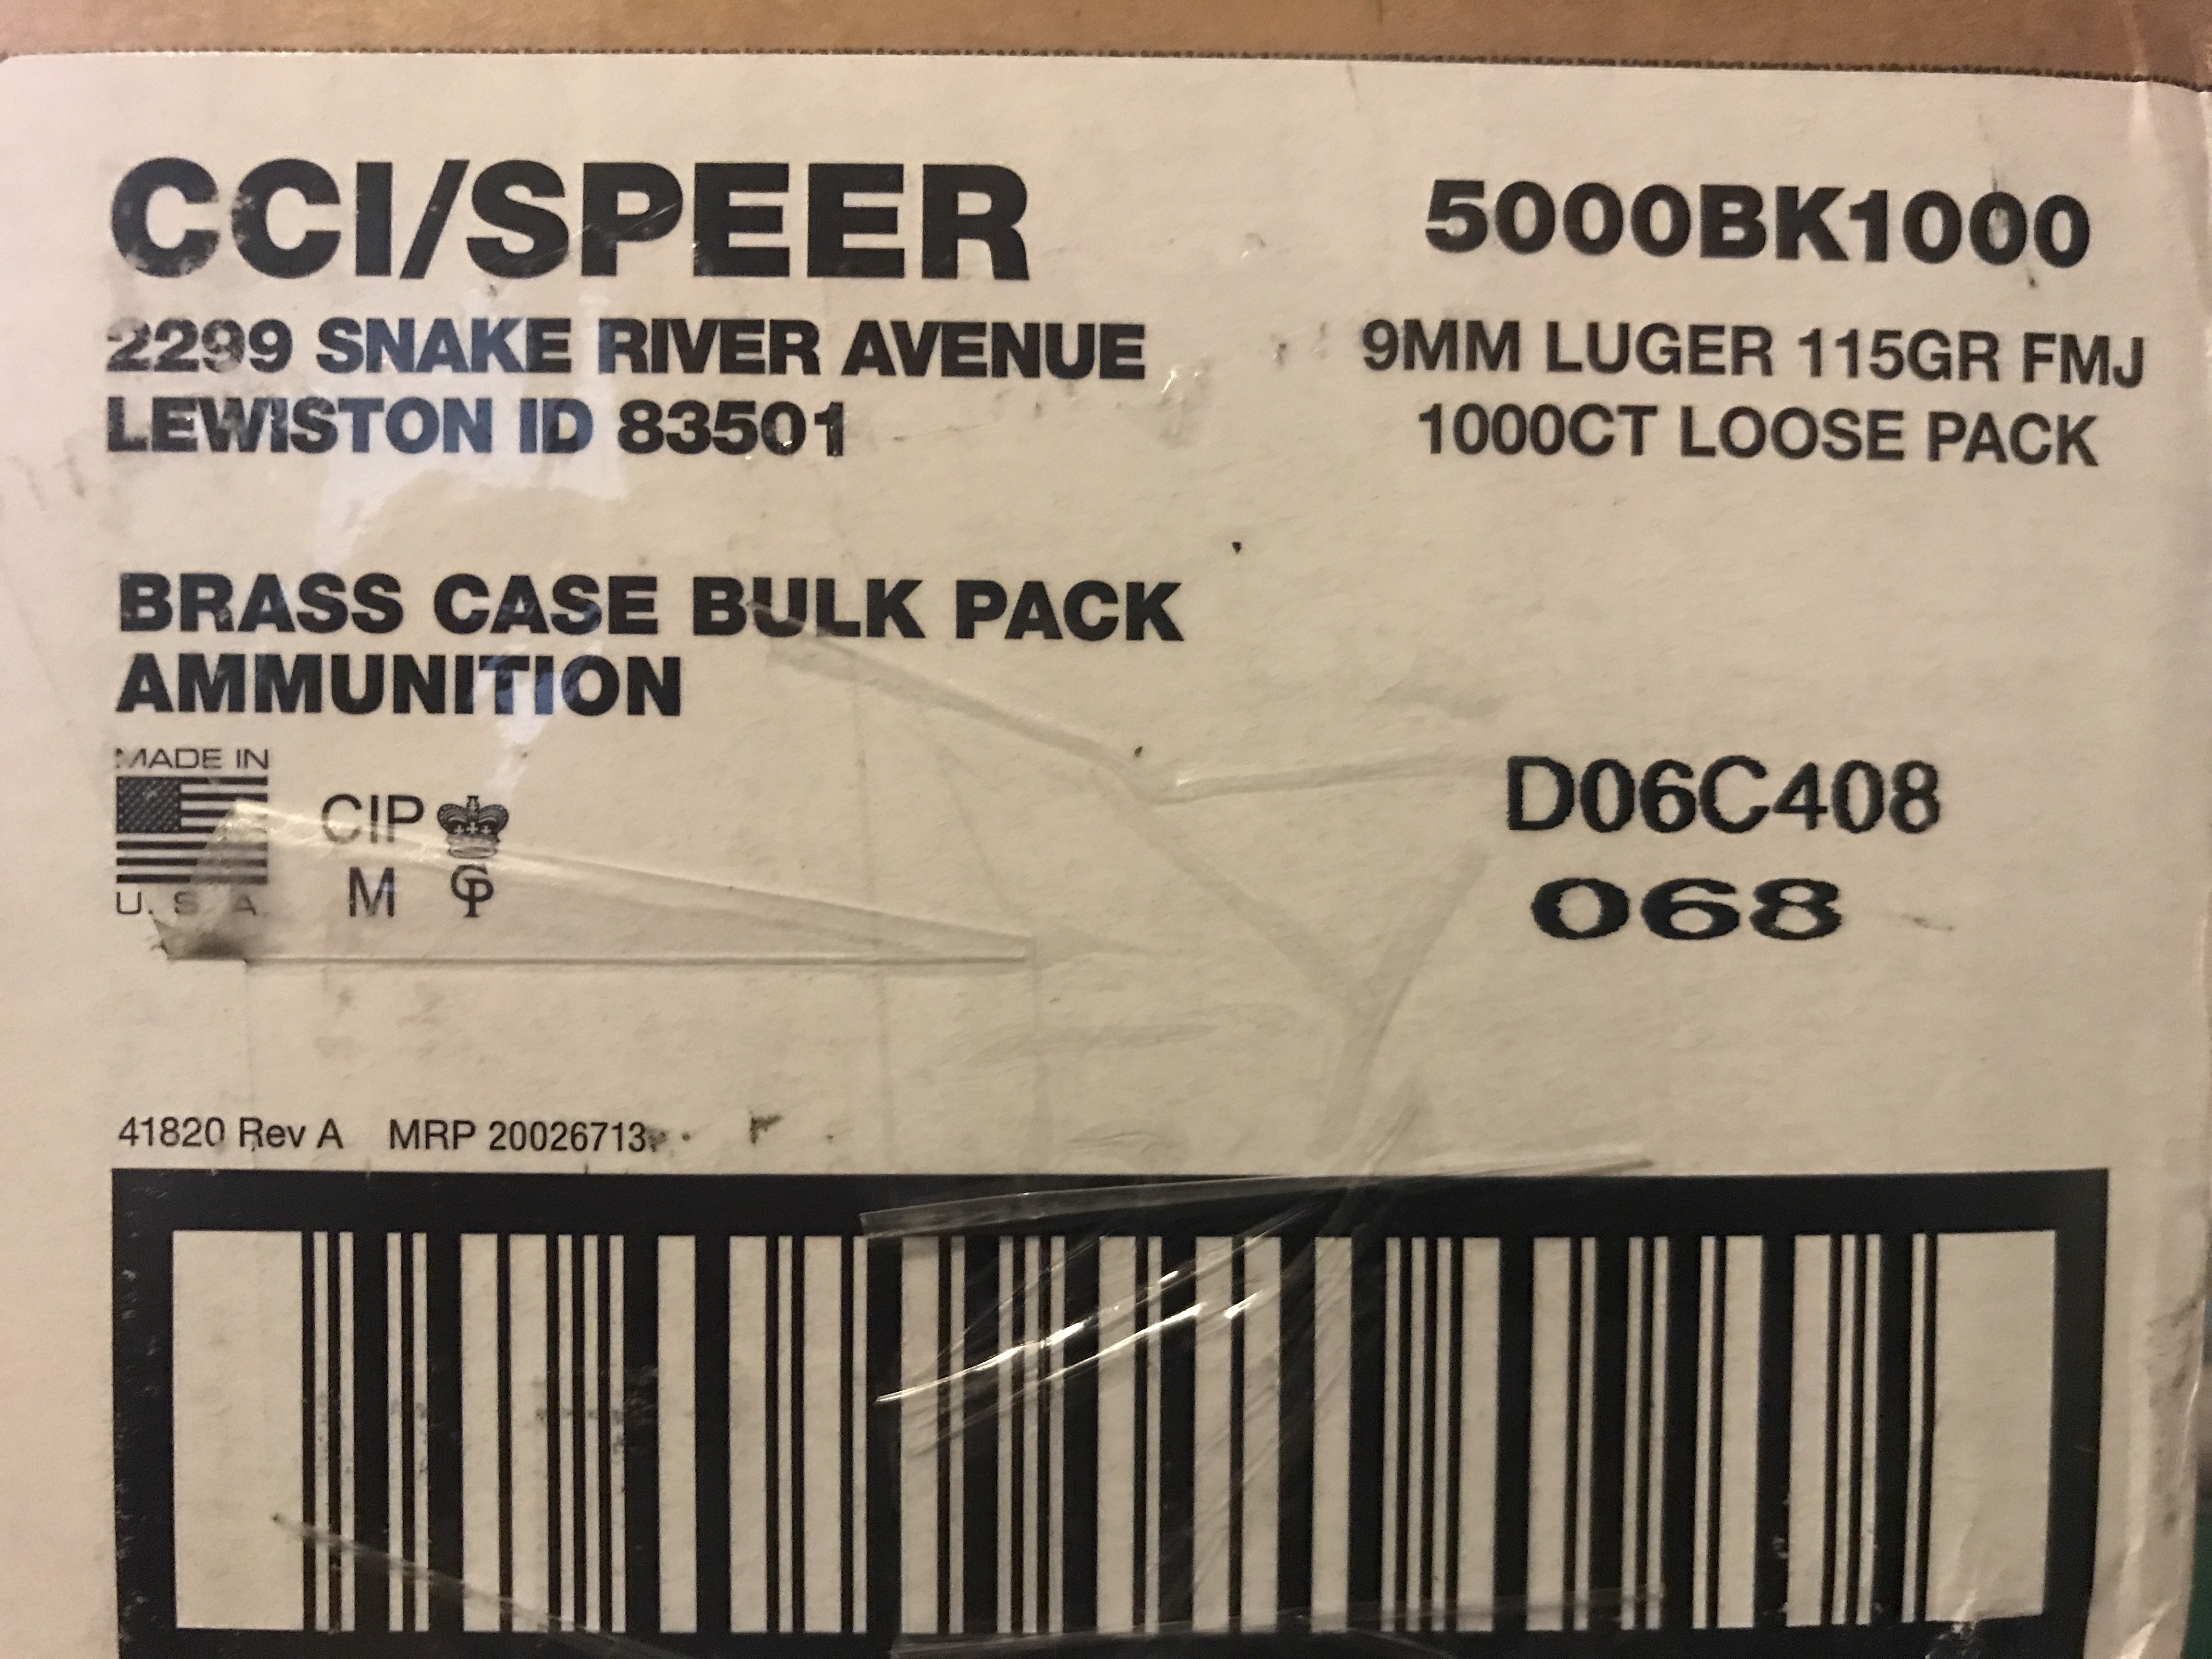 CCI/SPEER
2299 SNAKE RIVER AVENUE
LEWISTON ID 83501
5000BK1000
9MM LUGER 115GR FMJ
1000CT LOOSE PACK
BRASS CASE BULK PACK
AMMUNITION
MADE IN
U. S. A.
CIP
M
GP
D06C408
068
41820 Rev A MRP 20026713